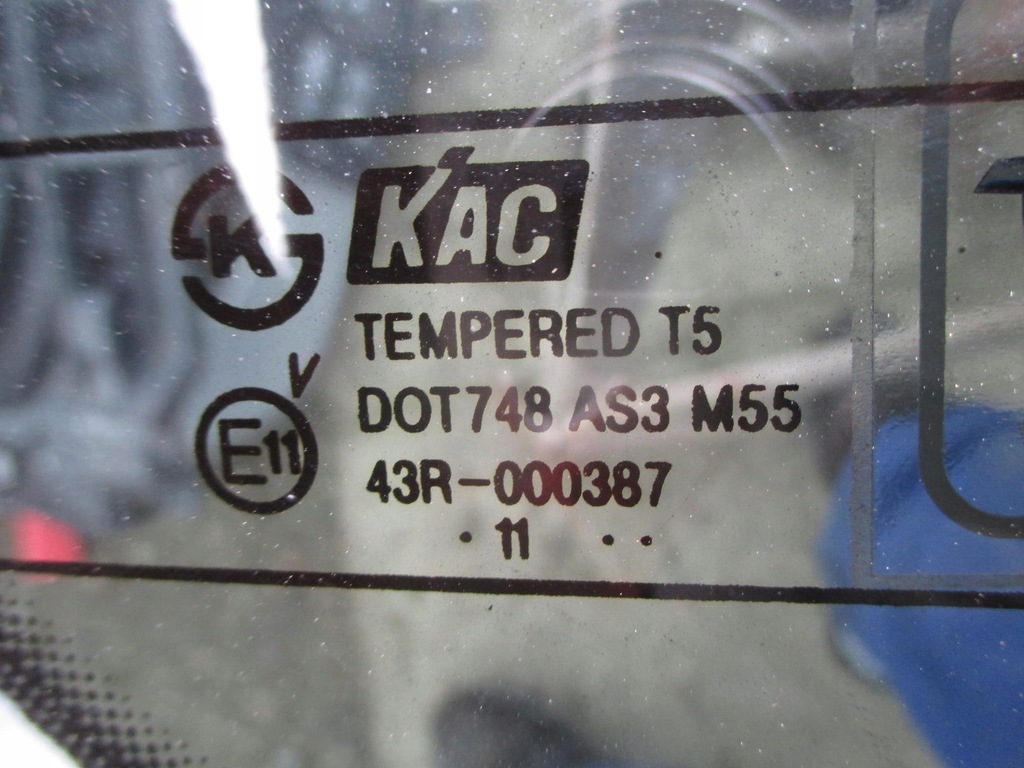 K
KAC
TEMPERED T5
V
DOT748 AS3 M55
E11
43R-000387
. 11 . .